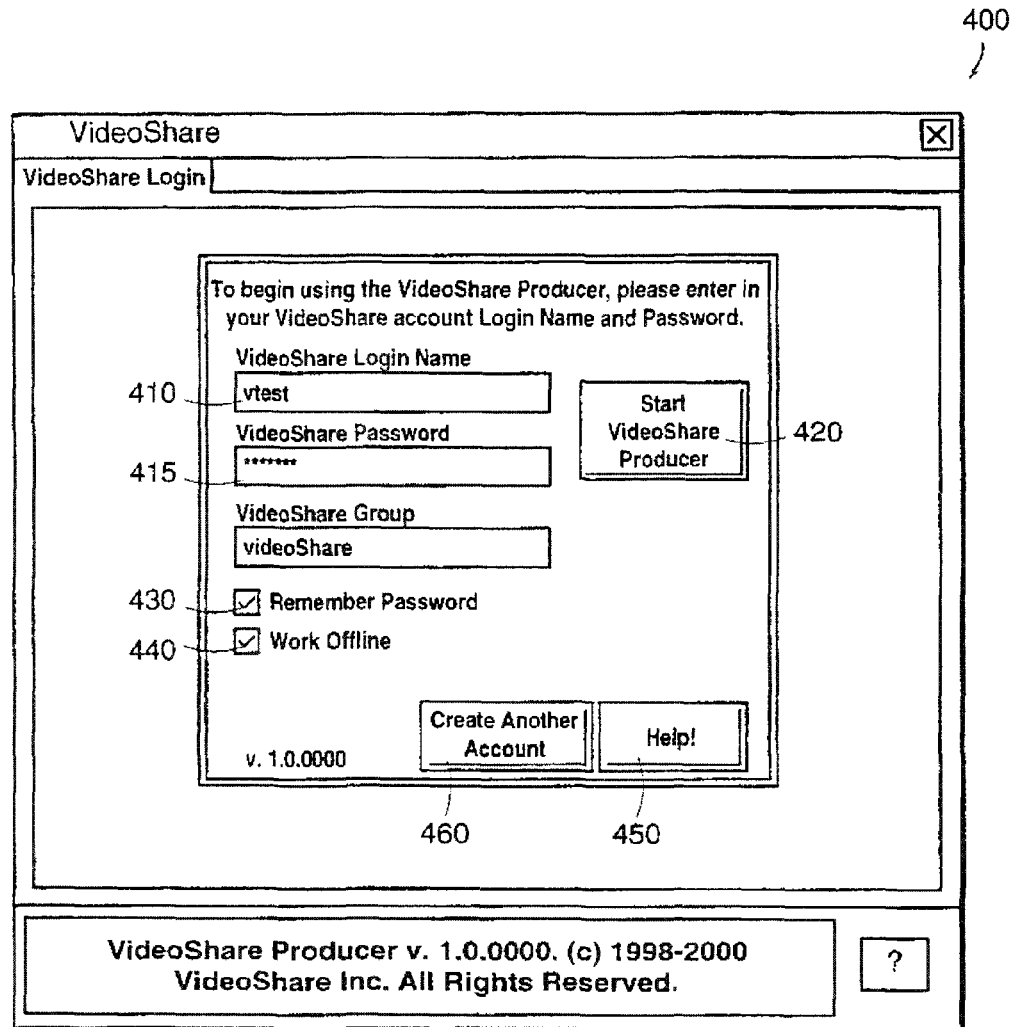 400
VideoShare
VideoShare Login
To begin using the VideoShare Producer, please enter in
your VideoShare account Login Name and Password.
VideoShare Login Name
410
vtest
Start
VideoShare
Producer
420
VideoShare Password
415
*******
VideoShare Group
videoShare
430
Remember Password
440
Work Offline
Create Another
Account
Help!
v. 1.0.0000
460
450
VideoShare Producer v. 1.0.0000. (c) 1998-2000
VideoShare Inc. All Rights Reserved.
?